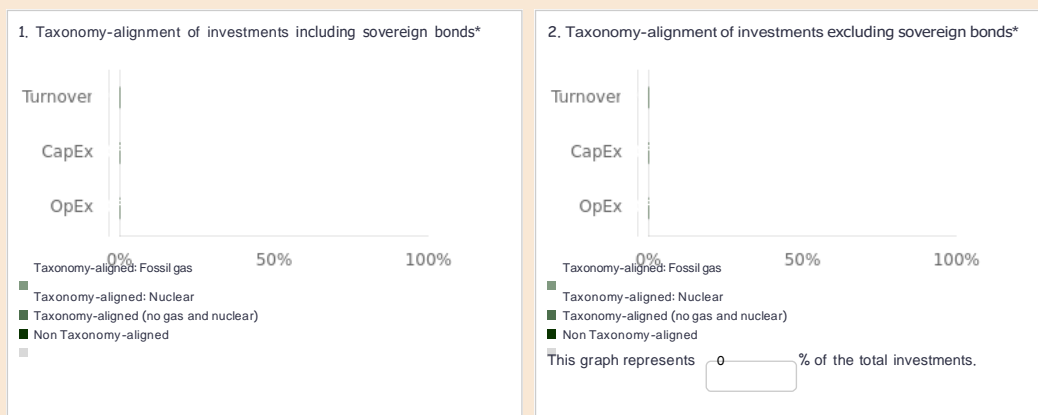 1. Taxonomy-alignment of investments including sovereign bonds*
Turnover
CapEx
OpEx
0% 50% 100%
Taxonomy-aligned: Fossil gas
Taxonomy-aligned: Nuclear
Taxonomy-aligned (no gas and nuclear)
Non Taxonomy-aligned
2. Taxonomy-alignment of investments excluding sovereign bonds*
Turnover
CapEx
OpEx
0% 50% 100%
Taxonomy-aligned: Fossil gas
Taxonomy-aligned: Nuclear
Taxonomy-aligned (no gas and nuclear)
Non Taxonomy-aligned
This graph represents 0 % of the total investments.